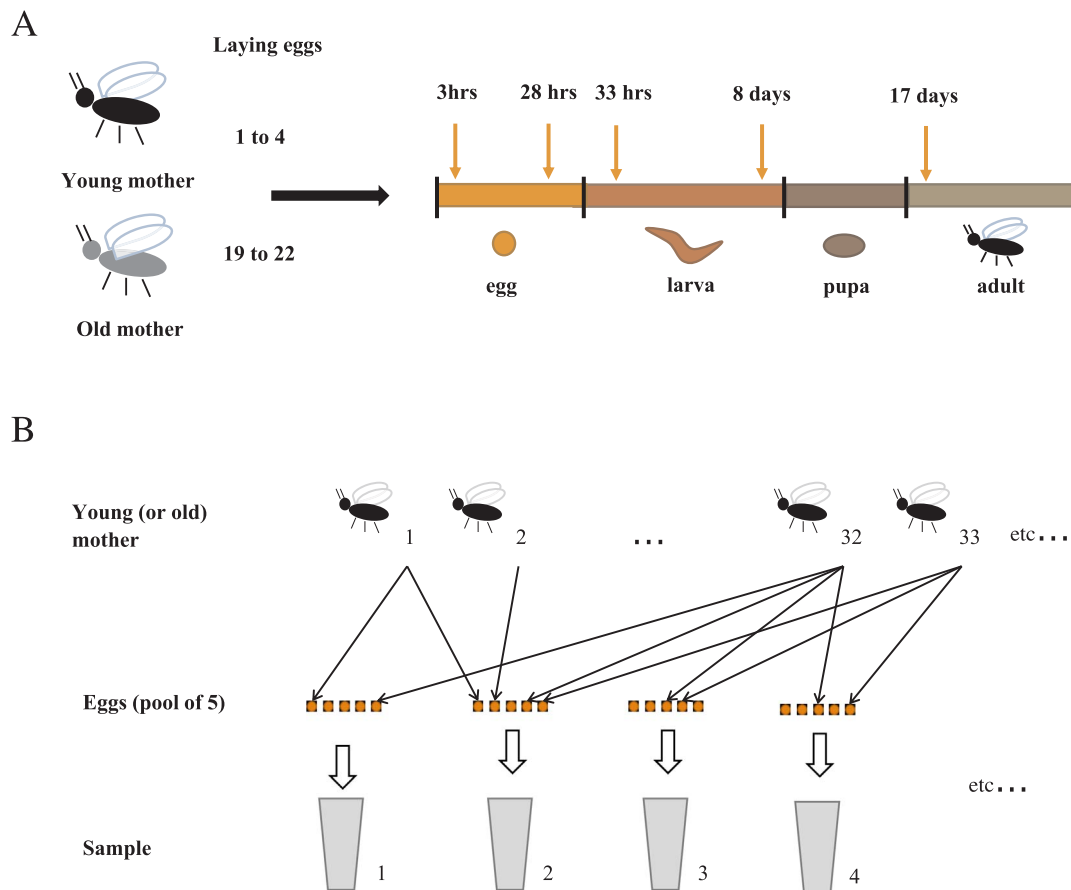 A
Laying eggs
3hrs 28 hrs 33 hrs 8 days 17 days
1 to 4
Young mother
19 to 22
egg larva pupa adult
Old mother
B
Young (or old)
mother
1 2 ... 32 33 etc...
Eggs (pool of 5)
etc...
Sample
1 2 3 4